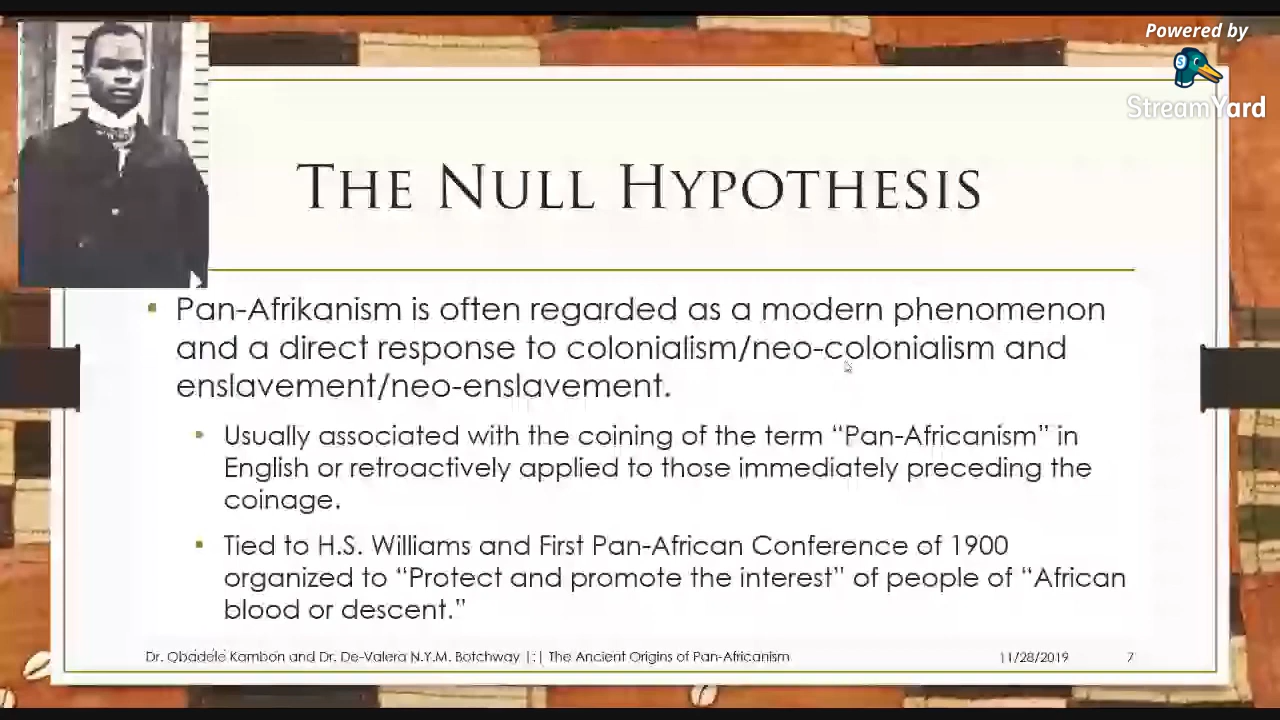 Powered by
StreamYard
THE NULL HYPOTHESIS
▪ Pan-Afrikanism is often regarded as a modern phenomenon
and a direct response to colonialism/neo-colonialism and
enslavement/neo-enslavement.
▪ Usually associated with the coining of the term “Pan-Africanism” in
English or retroactively applied to those immediately preceding the
coinage.
▪ Tied to H.S. Williams and First Pan-African Conference of 1900
organized to “Protect and promote the interest” of people of “African
blood or descent.”
Dr. Ọbádélé Kambon and Dr. De-Valera N.Y.M. Botchway |:| The Ancient Origins of Pan-Africanism 11/28/2019 7